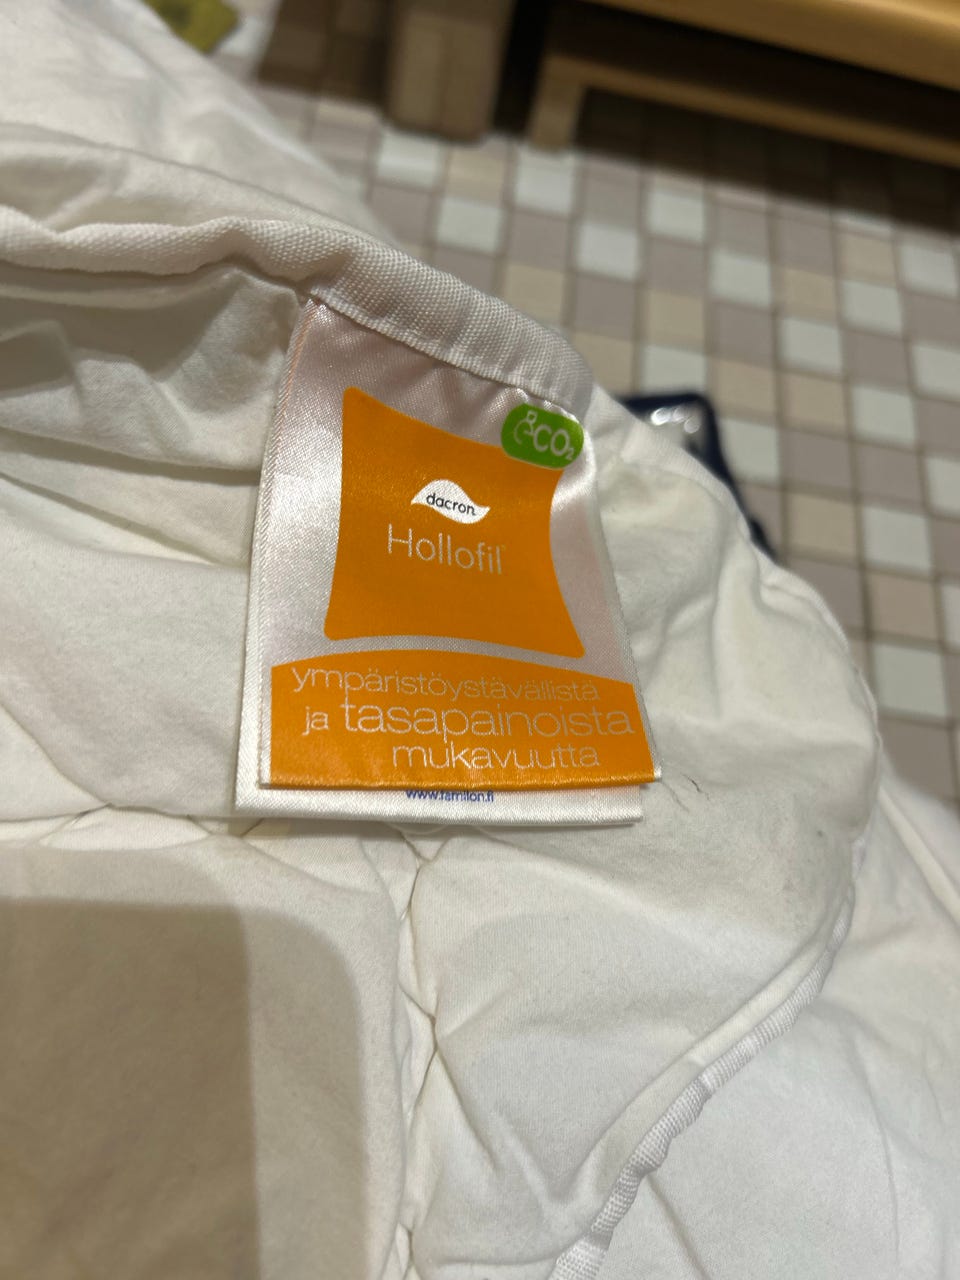 CO₂
dacron
Hollofil
ympäristöystävällistä
ja tasapainoista
mukavuutta
www.familon.fi